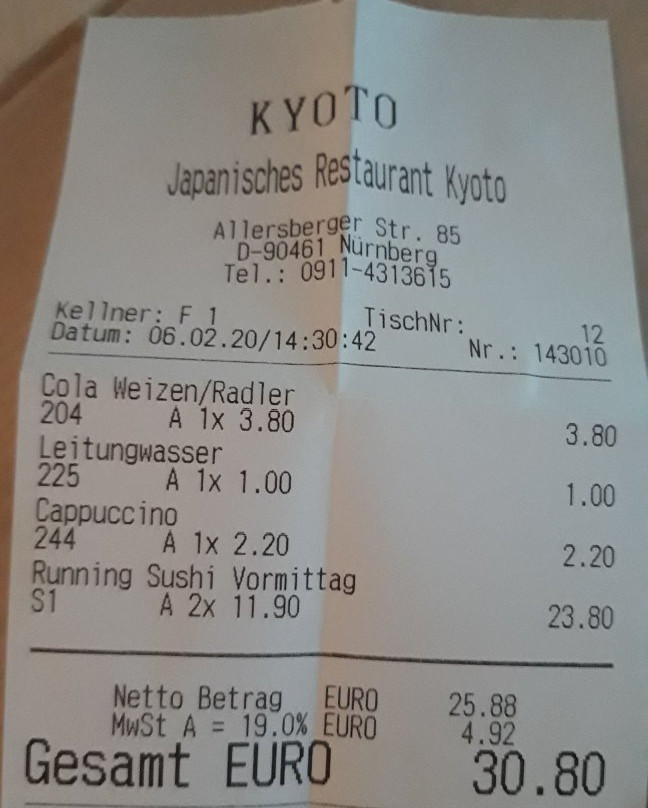 KYOTO
Japanisches Restaurant Kyoto
Allersberger Str. 85
D-90461 Nürnberg
Tel.: 0911-4313615
Kellner: F 1 TischNr: 12
Datum: 06.02.20/14:30:42 Nr.: 143010
Cola Weizen/Radler
204 A 1x 3.80 3.80
Leitungwasser
225 A 1x 1.00 1.00
Cappuccino
244 A 1x 2.20 2.20
Running Sushi Vormittag
S1 A 2x 11.90 23.80
Netto Betrag EURO 25.88
MwSt A = 19.0% EURO 4.92
Gesamt EURO 30.80